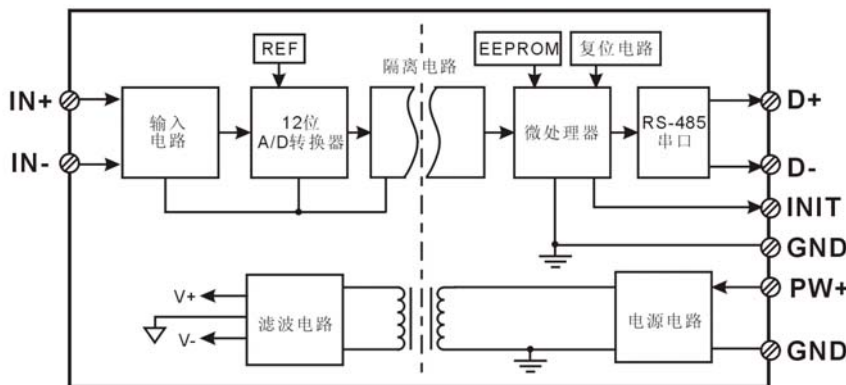 REF
隔离电路
EEPROM
复位电路
IN+
IN-
输入
电路
12位
A/D转换器
微处理器
RS-485
串口
D+
D-
INIT
GND
V+
V-
滤波电路
电源电路
PW+
GND